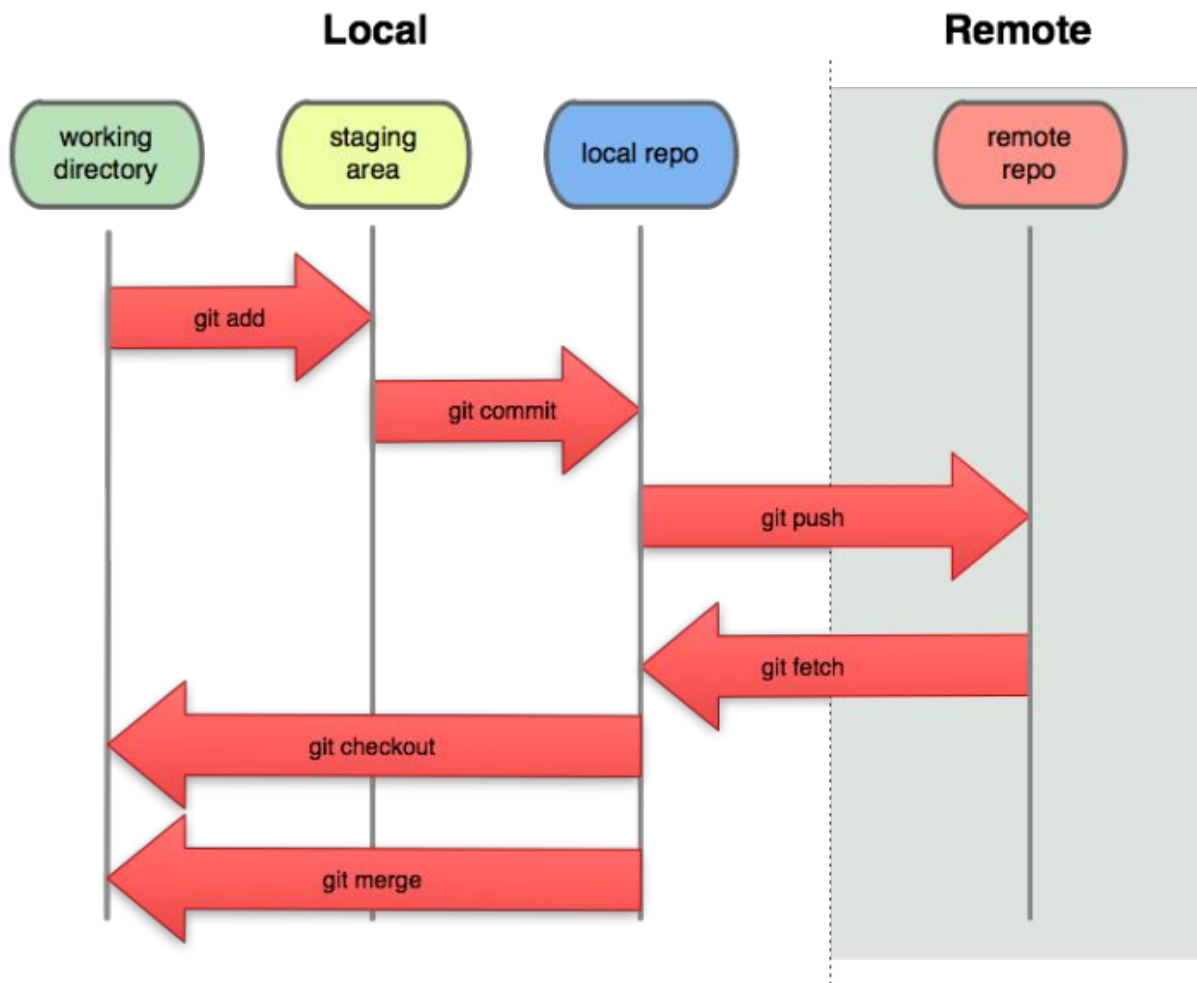 Local
Remote
working
directory
staging
area
local repo
remote
repo
git add
git commit
git push
git fetch
git checkout
git merge